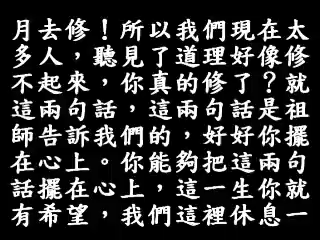 月去修！所以我們現在太
多人，聽見了道理好像修
不起來，你真的修了？就
這兩句話，這兩句話是祖
師告訴我們的，好好你擺
在心上。你能夠把這兩句
話擺在心上，這一生你就
有希望，我們這裡休息一